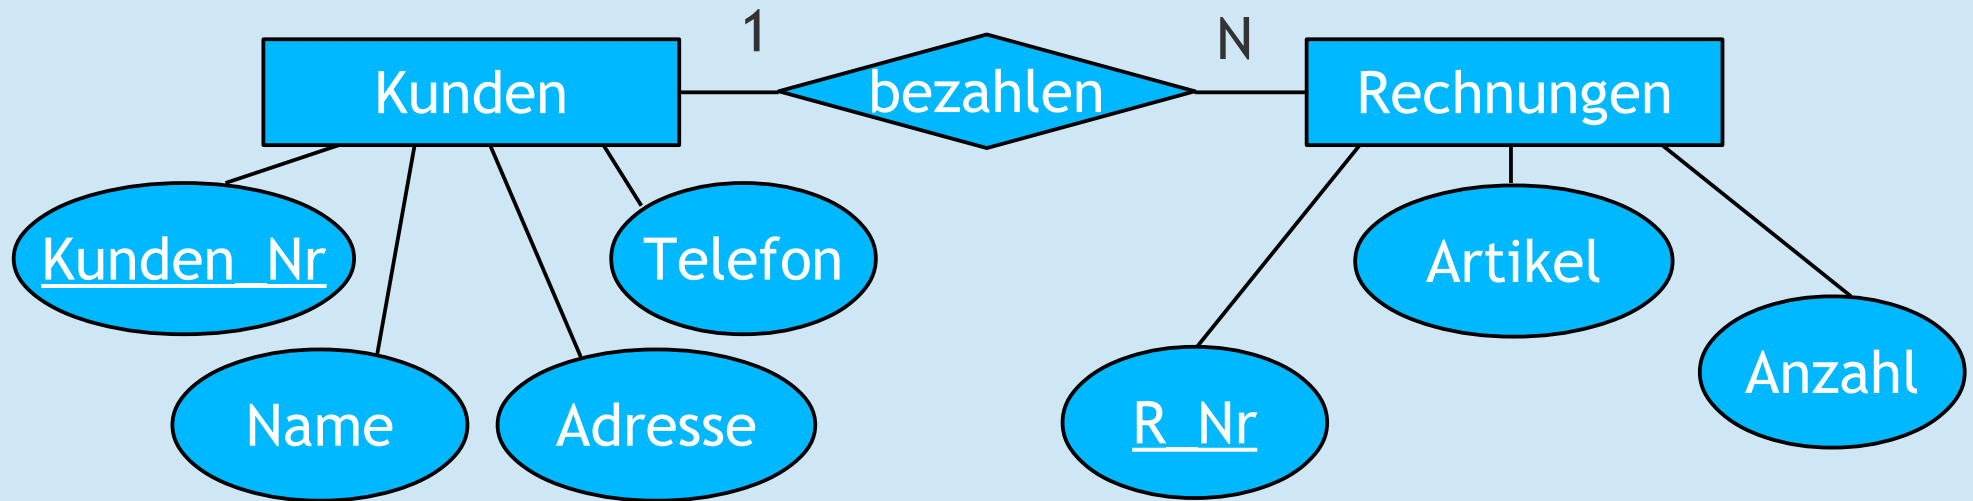 Kunden
1
bezahlen
N
Rechnungen
Kunden_Nr
Telefon
Artikel
Name
Adresse
R_Nr
Anzahl